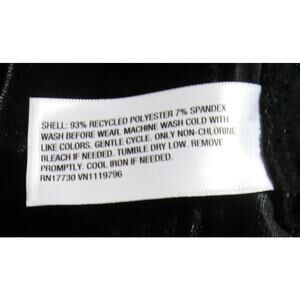 SHELL: 93% RECYCLED POLYESTER 7% SPANDEX
WASH BEFORE WEAR. MACHINE WASH COLD WITH
LIKE COLORS. GENTLE CYCLE. ONLY NON-CHLORINE
BLEACH IF NEEDED. TUMBLE DRY LOW. REMOVE
PROMPTLY. COOL IRON IF NEEDED.
RN17730 VN1119796